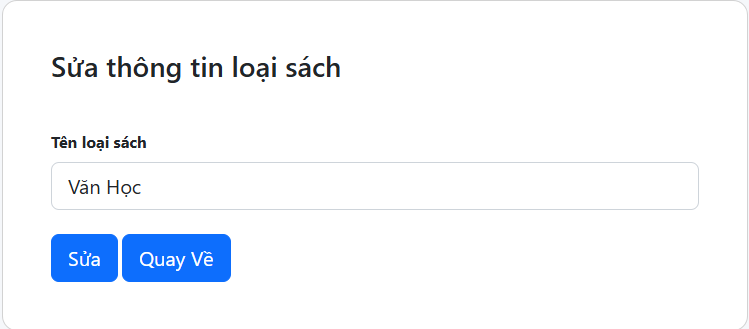 Sửa thông tin loại sách
Tên loại sách
Văn Học
Sửa Quay Về